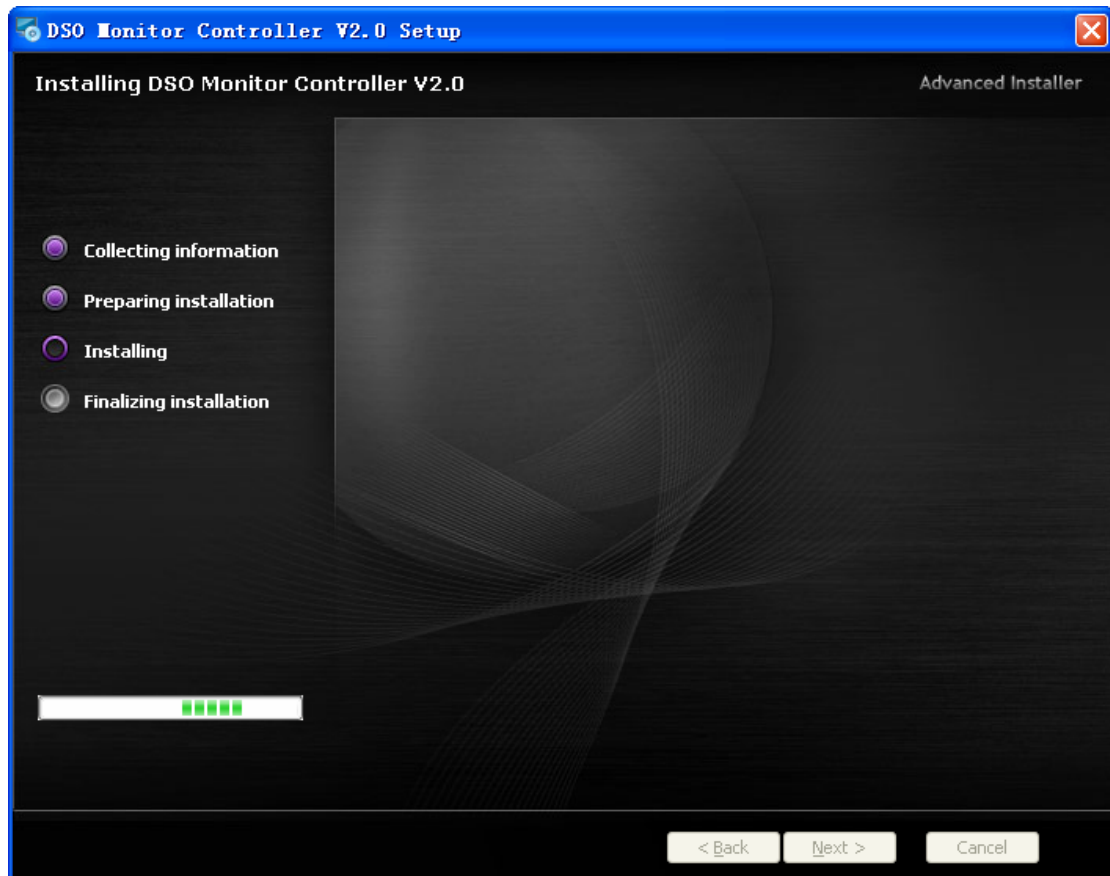 DSO Monitor Controller V2.0 Setup
Installing DSO Monitor Controller V2.0
Advanced Installer
Collecting information
Preparing installation
Installing
Finalizing installation
< Back
Next >
Cancel